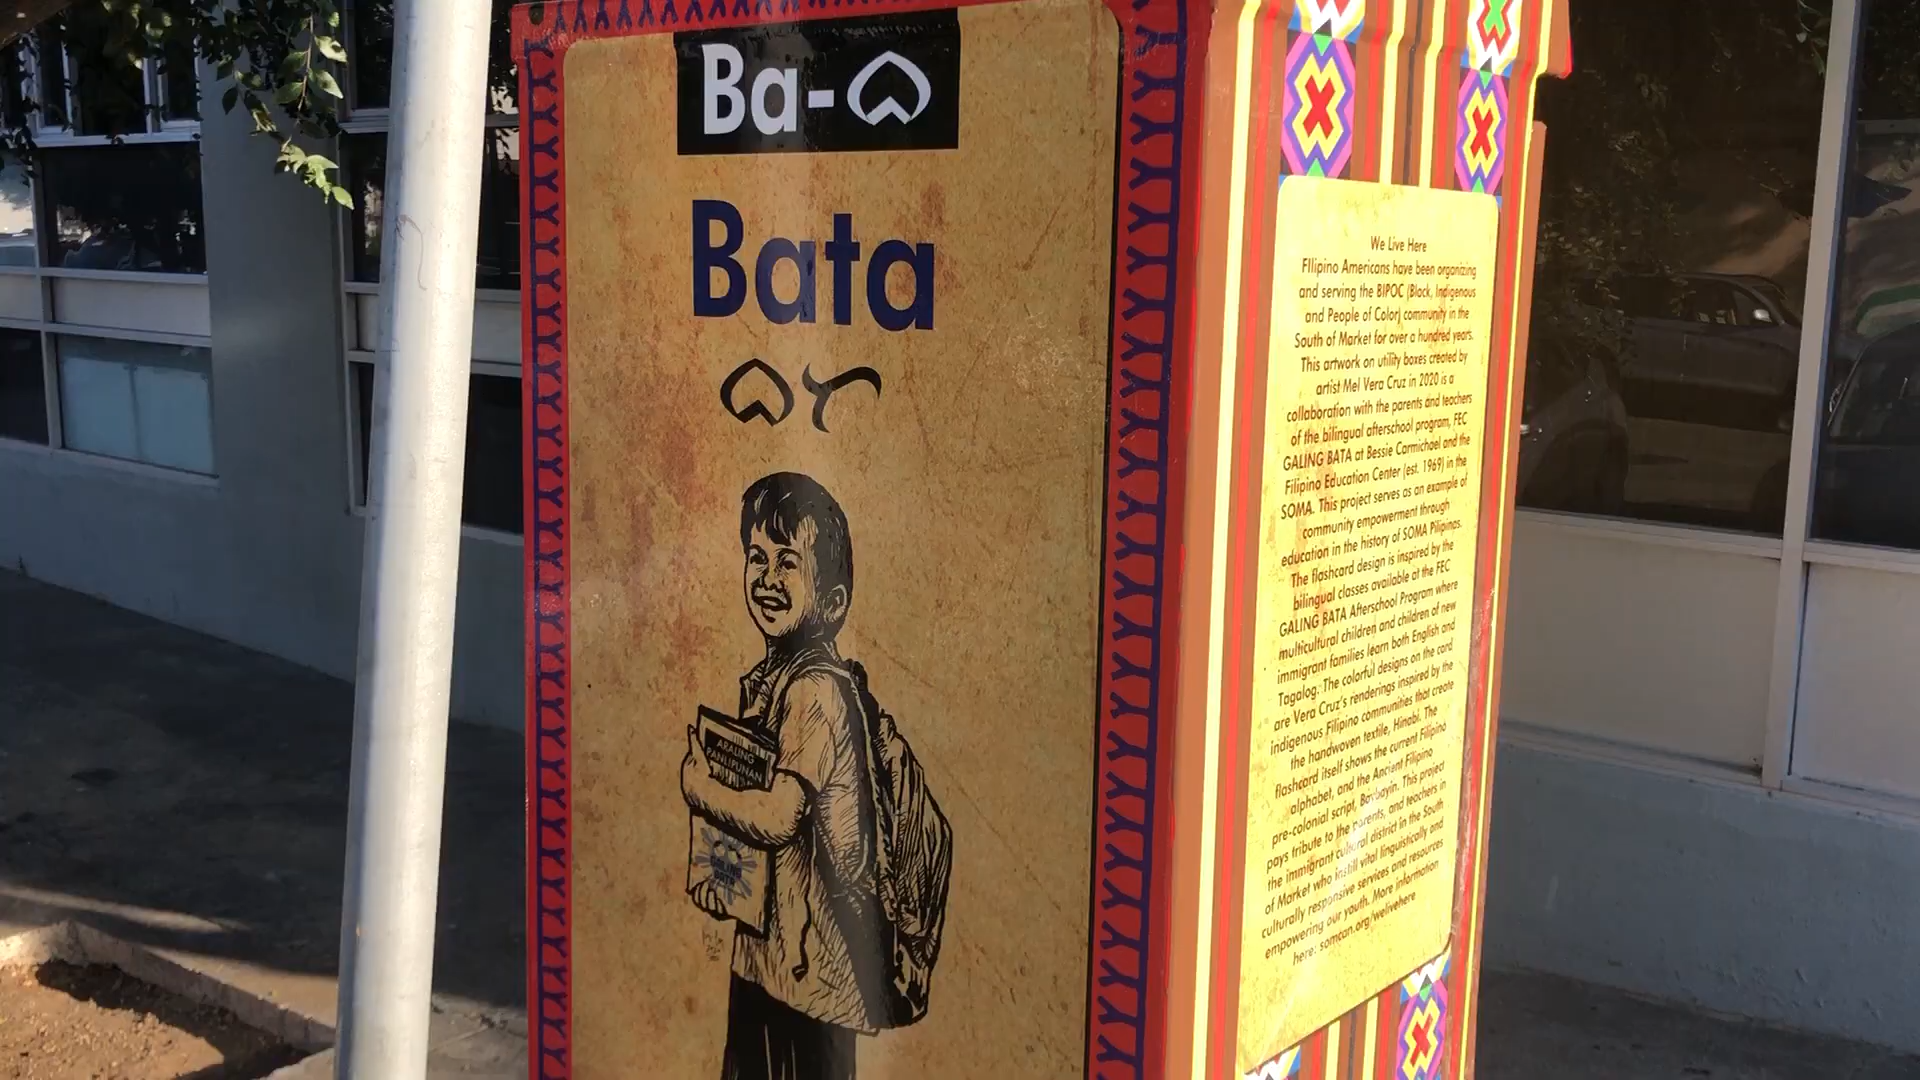 Ba-ᜊ
Bata
ᜊᜆ
ARALING
PANLIPUNAN
GALING
BATA
We Live Here
FIlipino Americans have been organizing
and serving the BIPOC (Black, Indigenous
and People of Color) community in the
South of Market for over a hundred years.
This artwork on utility boxes created by
artist Mel Vera Cruz in 2020 is a
collaboration with the parents and teachers
of the bilingual afterschool program, FEC
GALING BATA at Bessie Carmichael and the
Filipino Education Center (est. 1969) in the
SOMA. This project serves as an example of
community empowerment through
education in the history of SOMA Pilipinas.
The flashcard design is inspired by the
bilingual classes available at the FEC
GALING BATA Afterschool Program where
multicultural children and children of new
immigrant families learn both English and
Tagalog. The colorful designs on the card
are Vera Cruz's renderings inspired by the
indigenous Filipino communities that create
the handwoven textile, Hinabi. The
flashcard itself shows the current Filipino
alphabet, and the Ancient Filipino
pre-colonial script, Baybayin. This project
pays tribute to the parents, and teachers in
the immigrant cultural district in the South
of Market who instill vital linguistically and
culturally responsive services and resources
empowering our youth. More information
here: somcan.org/welivehere